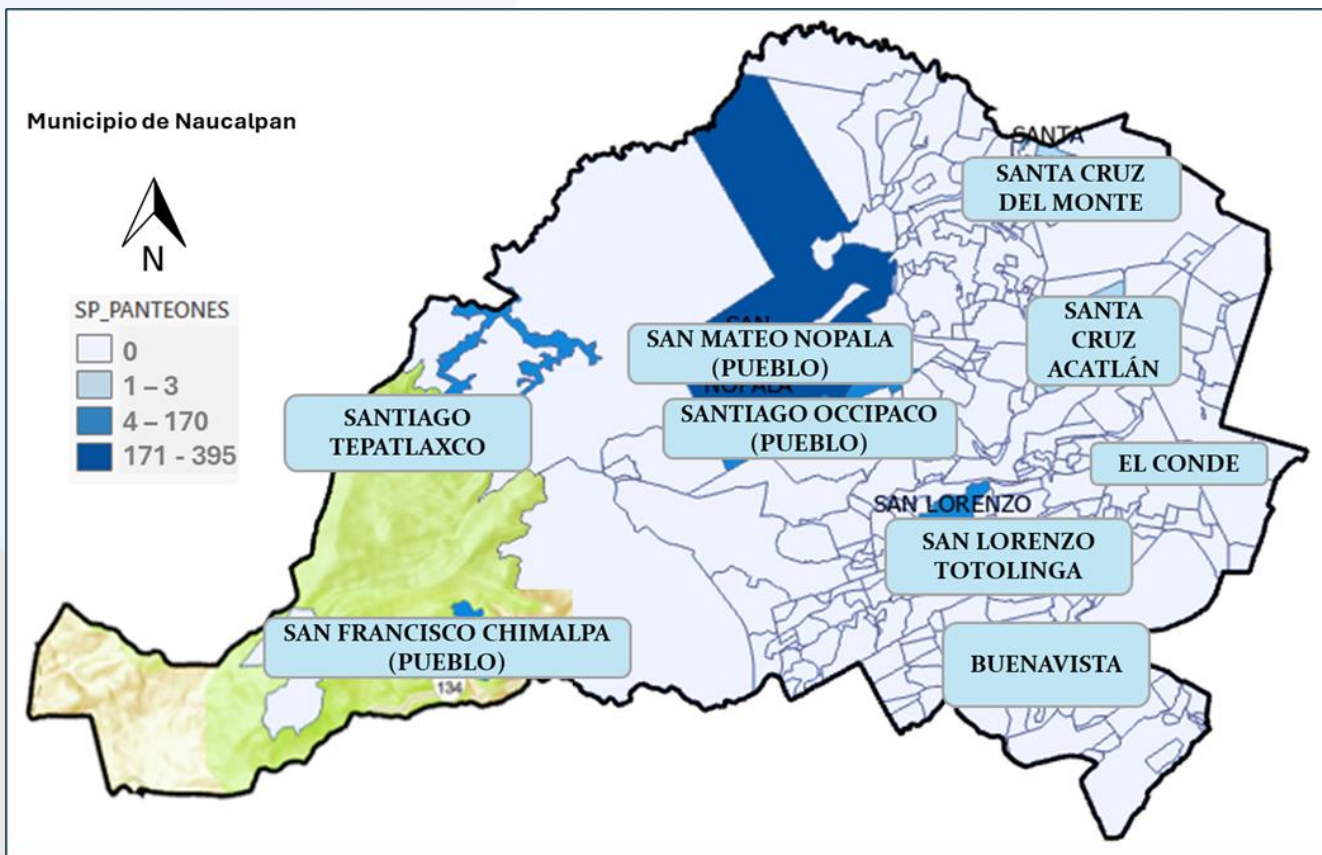 Municipio de Naucalpan
N
SP_PANTEONES
0
1 – 3
4 – 170
171 - 395
SANTA
SANTA CRUZ
DEL MONTE
SANTA
CRUZ
ACATLÁN
SAN
SAN MATEO NOPALA
(PUEBLO)
NOPALA
SANTIAGO OCCIPACO
(PUEBLO)
SANTIAGO
TEPATLAXCO
EL CONDE
SAN LORENZO
SAN LORENZO
TOTOLINGA
SAN FRANCISCO CHIMALPA
(PUEBLO)
134
BUENAVISTA